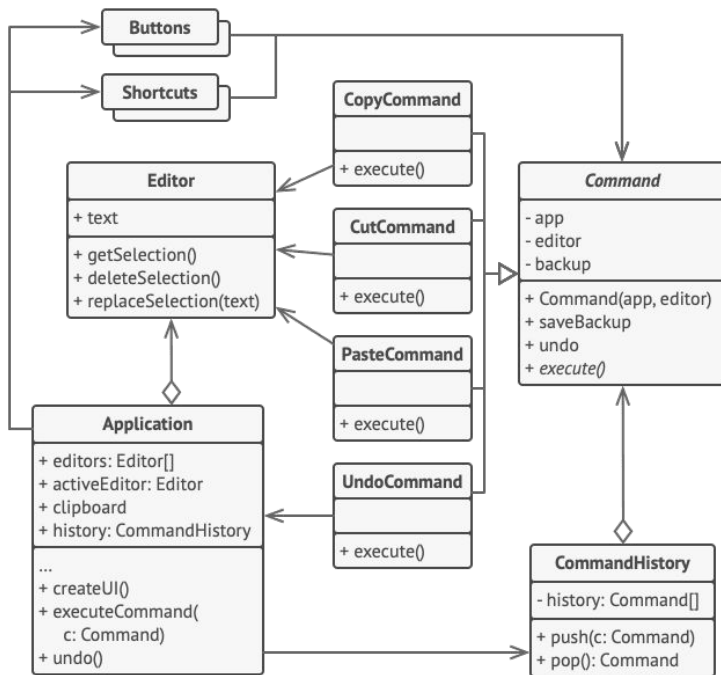 Buttons
Shortcuts
CopyCommand
+ execute()
Editor
+ text
+ getSelection()
+ deleteSelection()
+ replaceSelection(text)
CutCommand
+ execute()
Command
- app
- editor
- backup
+ Command(app, editor)
+ saveBackup
+ undo
+ execute()
PasteCommand
+ execute()
Application
+ editors: Editor[]
+ activeEditor: Editor
+ clipboard
+ history: CommandHistory
...
+ createUI()
+ executeCommand(
c: Command)
+ undo()
UndoCommand
+ execute()
CommandHistory
- history: Command[]
+ push(c: Command)
+ pop(): Command